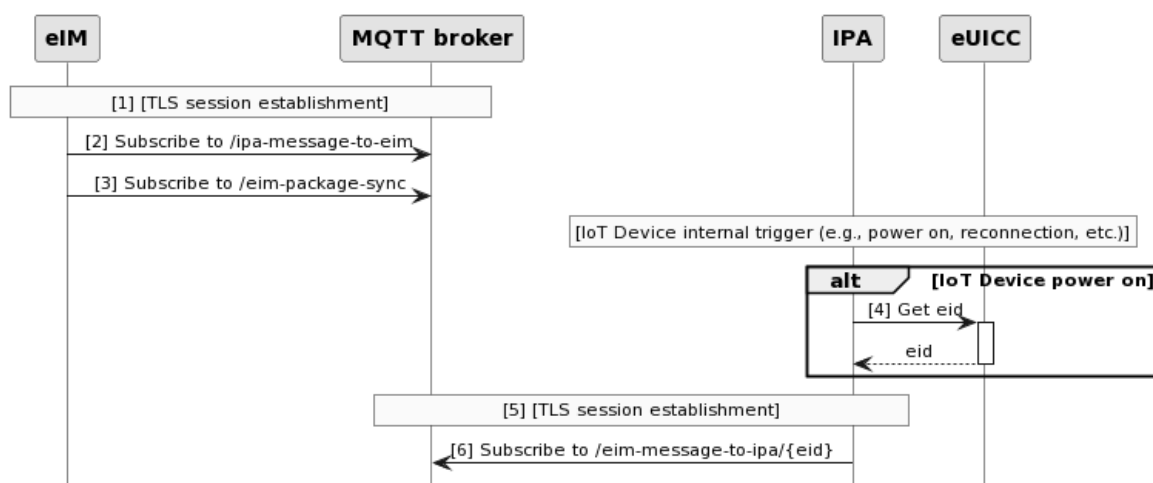 eIM
MQTT broker
IPA
eUICC
[1] [TLS session establishment]
[2] Subscribe to /ipa-message-to-eim
[3] Subscribe to /eim-package-sync
[IoT Device internal trigger (e.g., power on, reconnection, etc.)]
alt
[IoT Device power on]
[4] Get eid
eid
[5] [TLS session establishment]
[6] Subscribe to /eim-message-to-ipa/{eid}